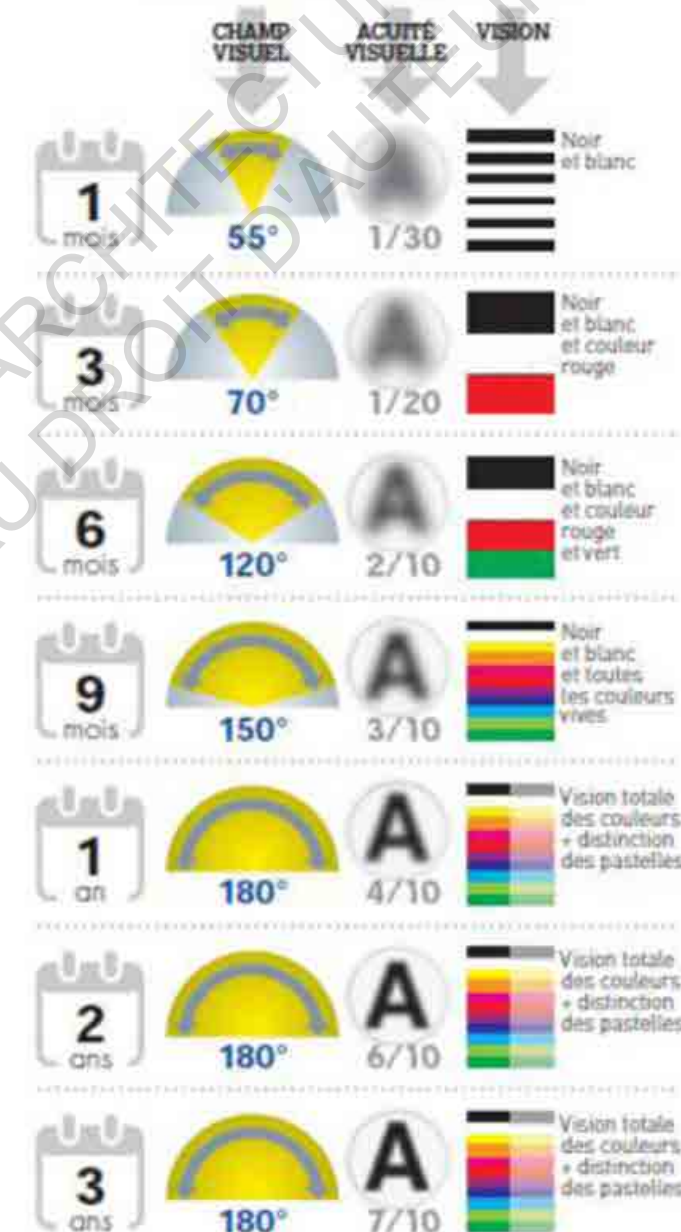 CHAMP VISUEL
ACUITÉ VISUELLE
VISION
1 mois
55°
1/30
Noir
et blanc
3 mois
70°
A
1/20
Noir
et blanc
et couleur
rouge
6 mois
120°
A
2/10
Noir
et blanc
et couleur
rouge
et vert
9 mois
150°
A
3/10
Noir
et blanc
et toutes
les couleurs
vives
1 an
180°
A
4/10
Vision totale
des couleurs
+ distinction
des pastelles
2 ans
180°
A
6/10
Vision totale
des couleurs
+ distinction
des pastelles
3 ans
180°
A
7/10
Vision totale
des couleurs
+ distinction
des pastelles
DROIT D'AUTEUR